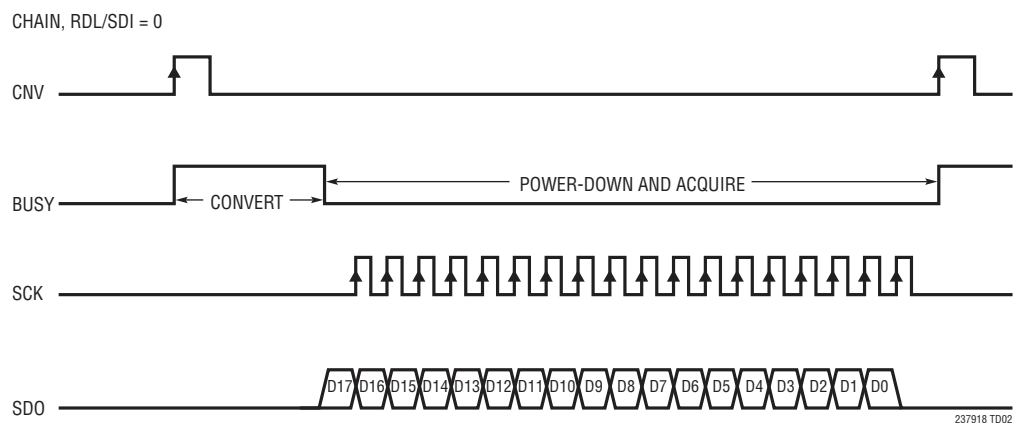 CHAIN, RDL/SDI = 0
CNV
BUSY
CONVERT
POWER-DOWN AND ACQUIRE
SCK
SDO
D17 D16 D15 D14 D13 D12 D11 D10 D9 D8 D7 D6 D5 D4 D3 D2 D1 D0
237918 TD02